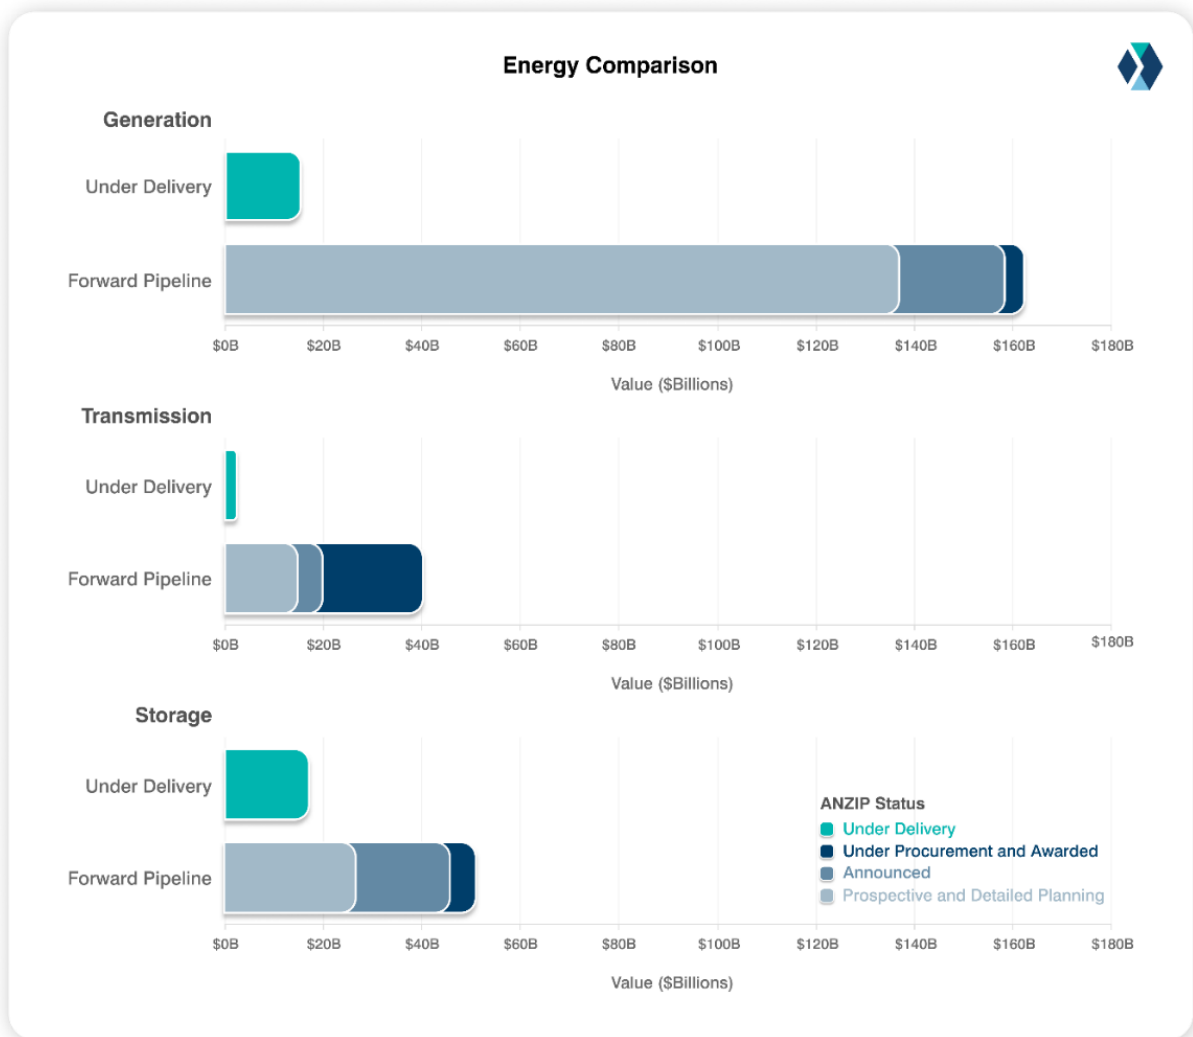 Energy Comparison
Generation
Under Delivery
Forward Pipeline
$0B $20B $40B $60B $80B $100B $120B $140B $160B $180B
Value ($Billions)
Transmission
Under Delivery
Forward Pipeline
$0B $20B $40B $60B $80B $100B $120B $140B $160B $180B
Value ($Billions)
Storage
Under Delivery
Forward Pipeline
ANZIP Status
Under Delivery
Under Procurement and Awarded
Announced
Prospective and Detailed Planning
$0B $20B $40B $60B $80B $100B $120B $140B $160B $180B
Value ($Billions)